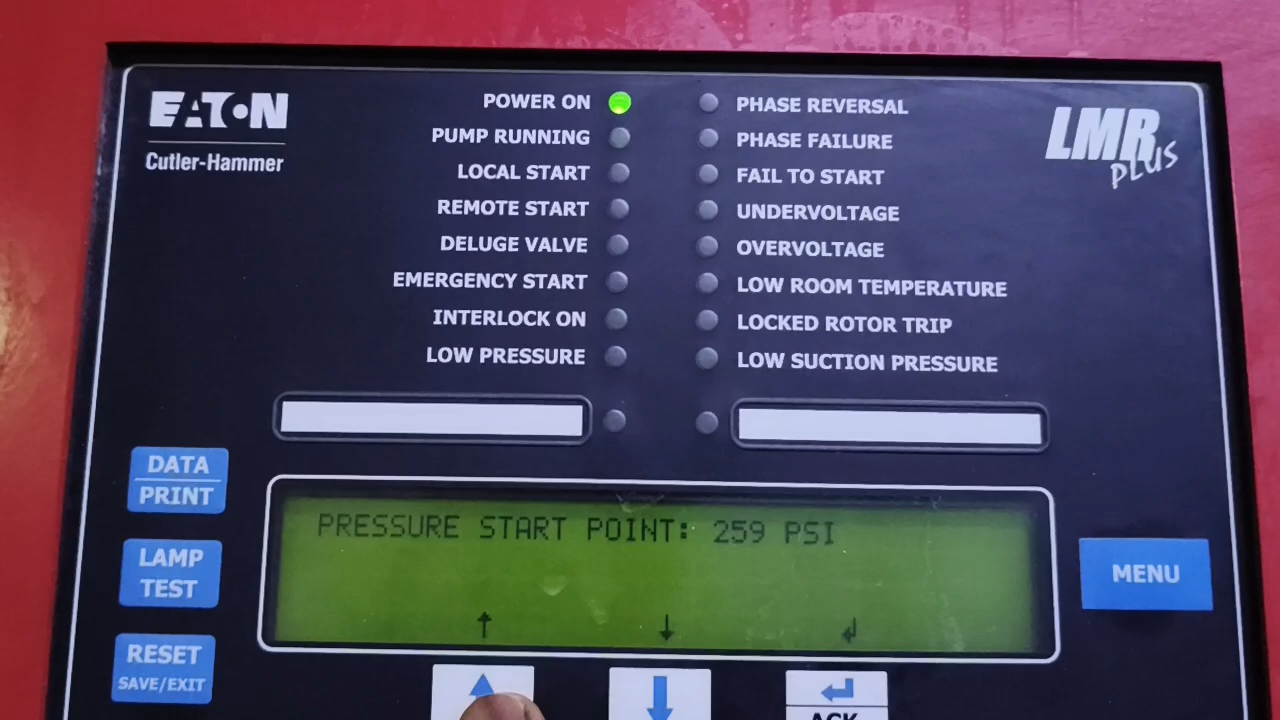 EATON
Cutler-Hammer
LMR
PLUS
POWER ON
PUMP RUNNING
LOCAL START
REMOTE START
DELUGE VALVE
EMERGENCY START
INTERLOCK ON
LOW PRESSURE
PHASE REVERSAL
PHASE FAILURE
FAIL TO START
UNDERVOLTAGE
OVERVOLTAGE
LOW ROOM TEMPERATURE
LOCKED ROTOR TRIP
LOW SUCTION PRESSURE
DATA
PRINT
LAMP
TEST
RESET
SAVE/EXIT
PRESSURE START POINT: 259 PSI
MENU
ACK